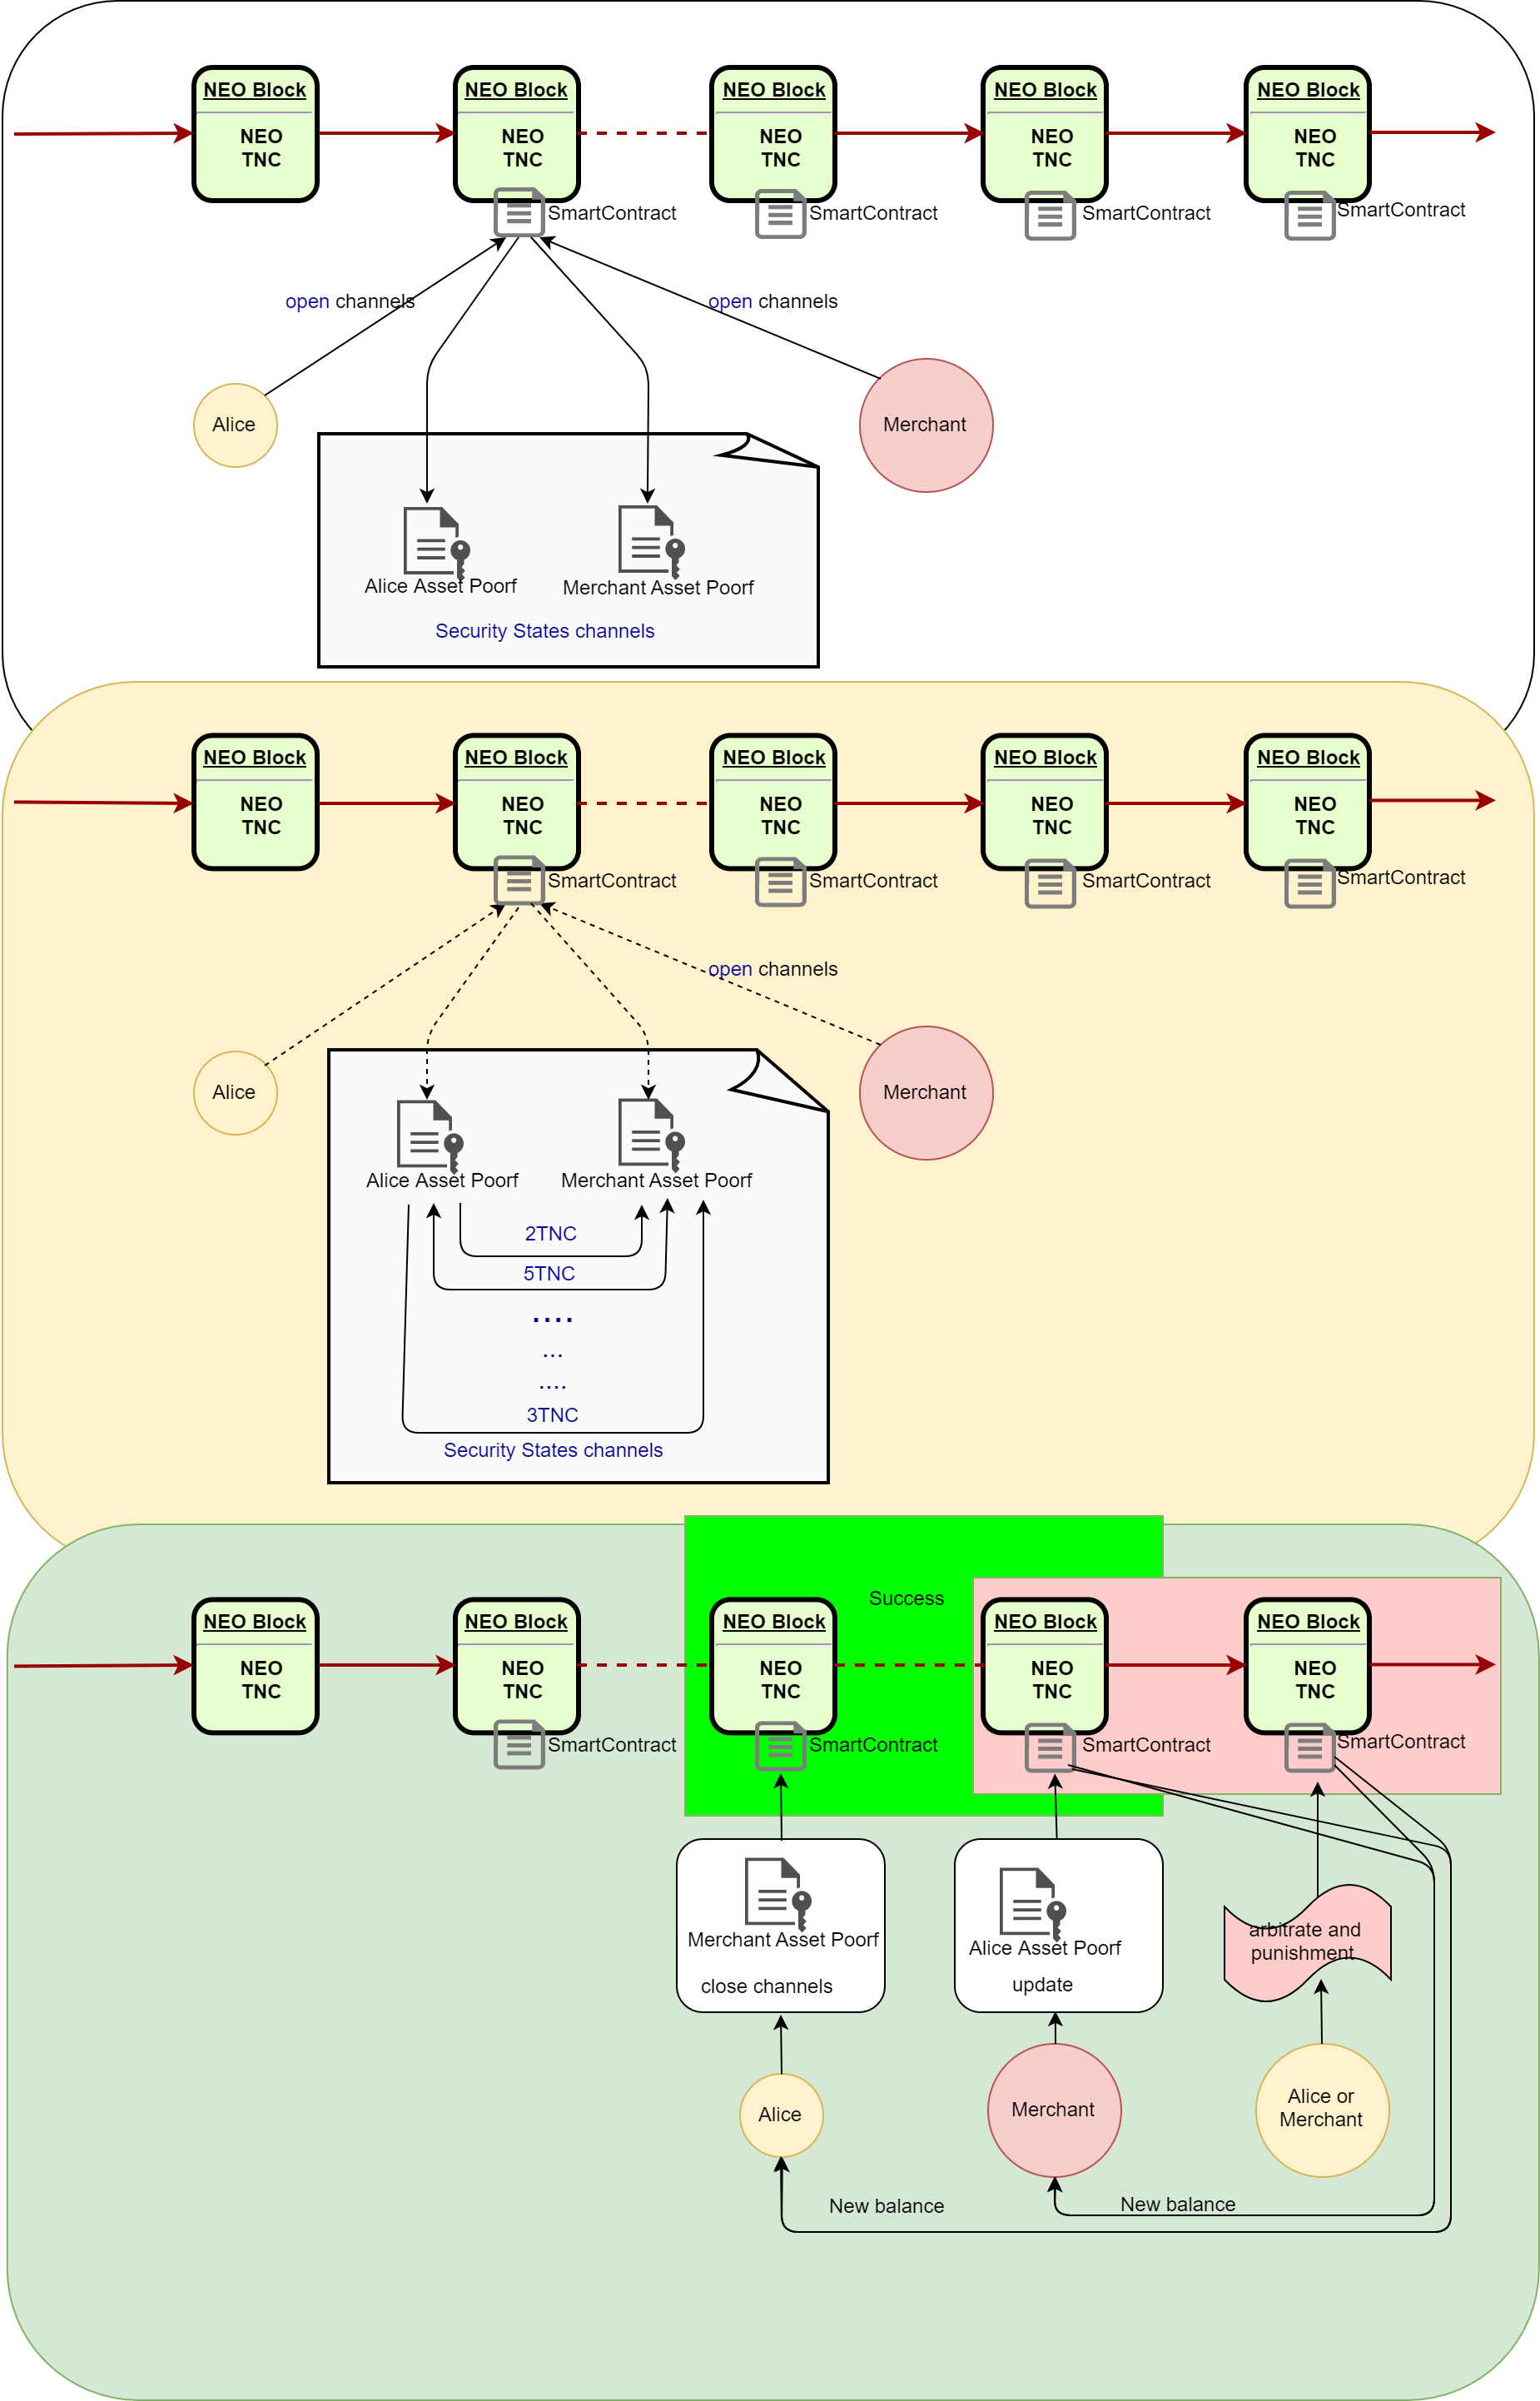 NEO Block
NEO
TNC
NEO Block
NEO
TNC
NEO Block
NEO
TNC
NEO Block
NEO
TNC
NEO Block
NEO
TNC
SmartContract
SmartContract
SmartContract
SmartContract
open channels
open channels
Alice
Merchant
Alice Asset Poorf
Merchant Asset Poorf
Security States channels
NEO Block
NEO
TNC
NEO Block
NEO
TNC
NEO Block
NEO
TNC
NEO Block
NEO
TNC
NEO Block
NEO
TNC
SmartContract
SmartContract
SmartContract
SmartContract
open channels
Alice
Merchant
Alice Asset Poorf
Merchant Asset Poorf
2TNC
5TNC
....
...
....
3TNC
Security States channels
Success
NEO Block
NEO
TNC
NEO Block
NEO
TNC
NEO Block
NEO
TNC
NEO Block
NEO
TNC
NEO Block
NEO
TNC
SmartContract
SmartContract
SmartContract
SmartContract
Merchant Asset Poorf
close channels
Alice Asset Poorf
update
arbitrate and
punishment
Alice
Merchant
Alice or
Merchant
New balance
New balance